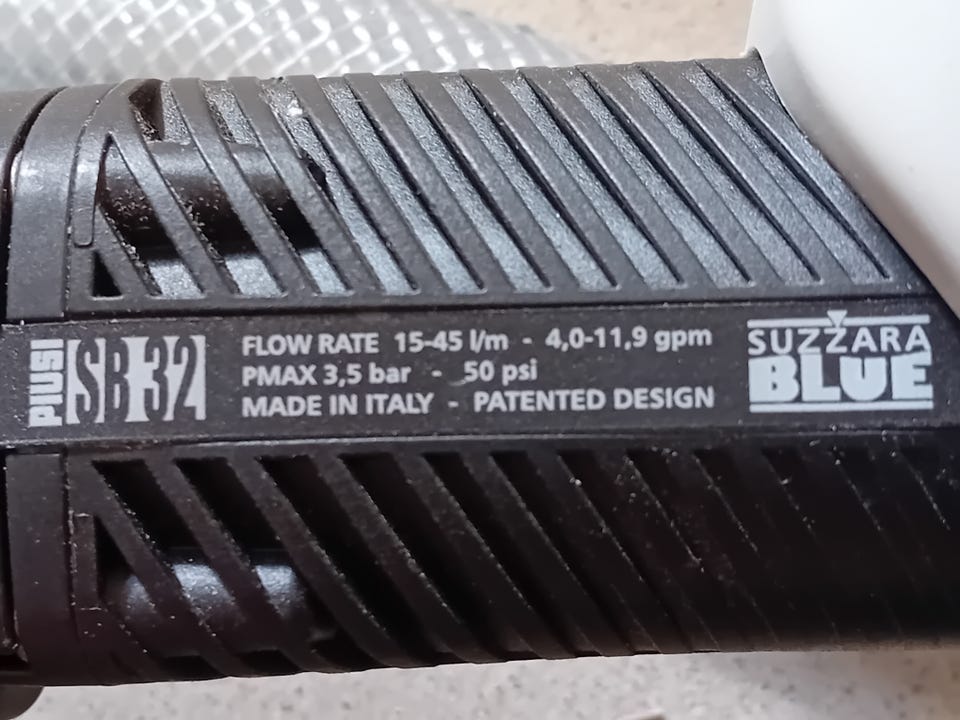 PIUSI SB32
FLOW RATE 15-45 l/m - 4,0-11,9 gpm
PMAX 3,5 bar - 50 psi
MADE IN ITALY - PATENTED DESIGN
SUZZARA
BLUE